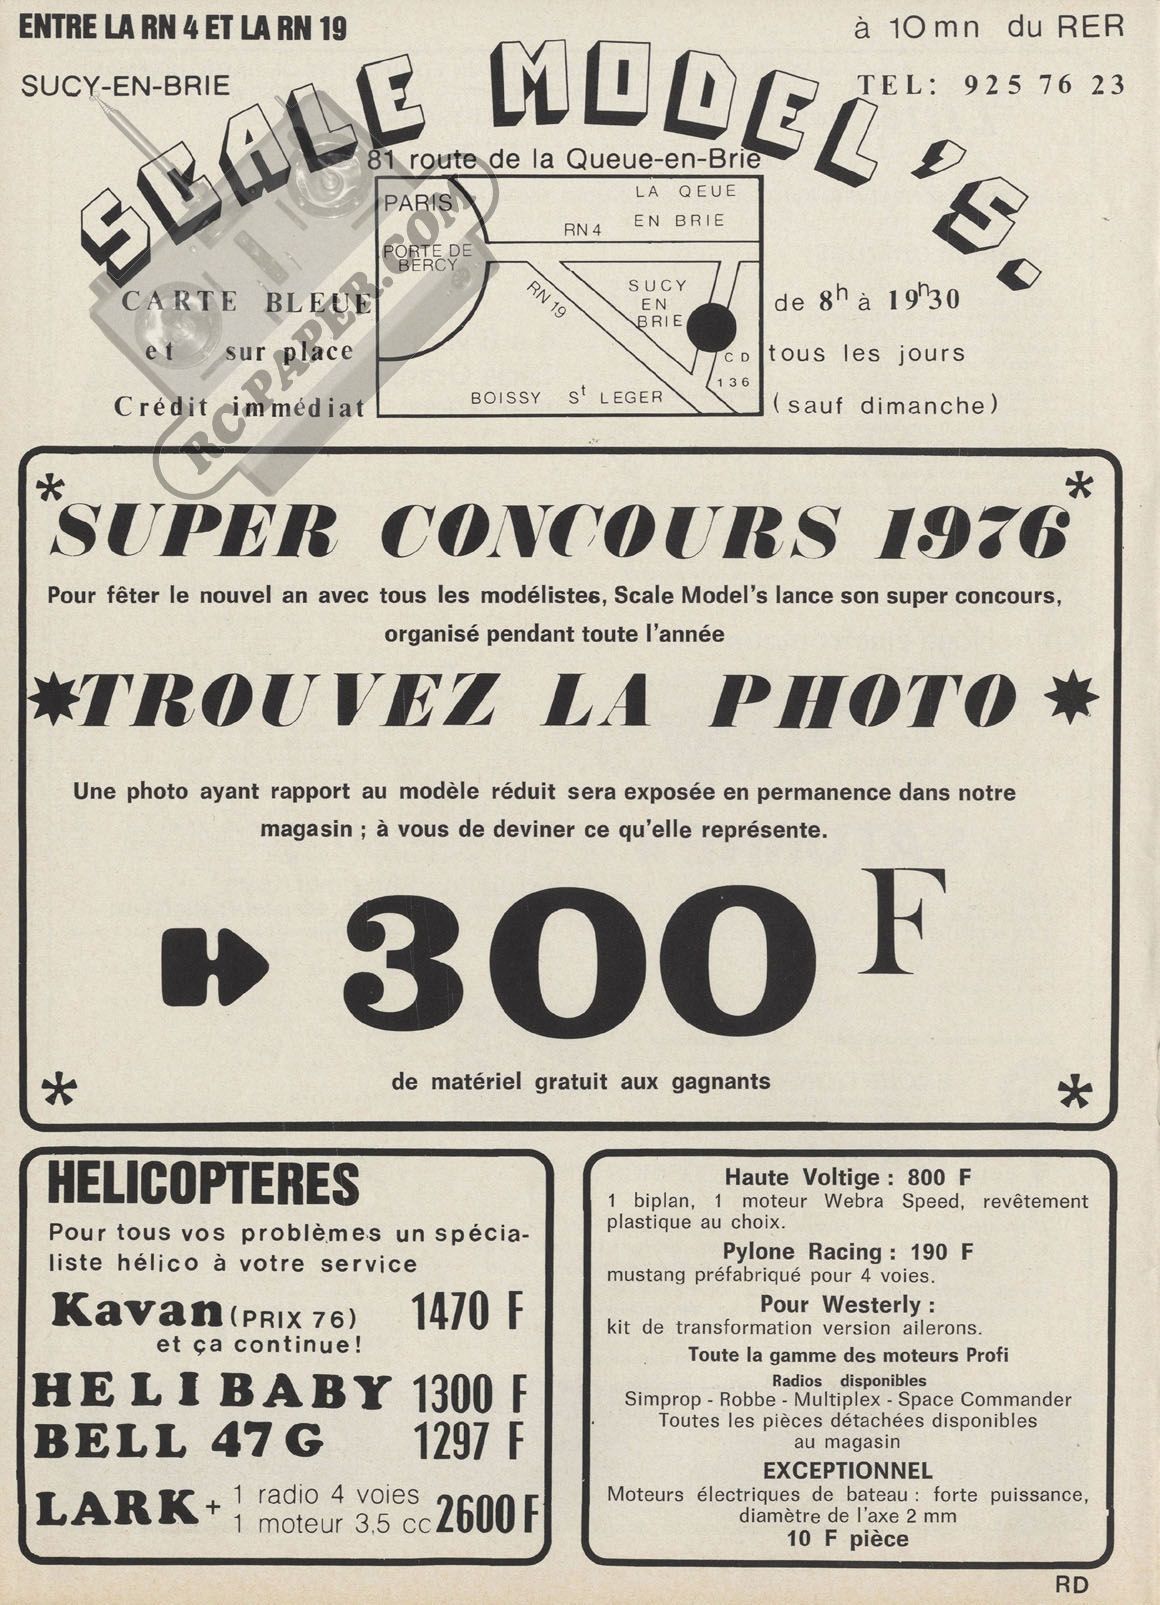 ENTRE LA RN 4 ET LA RN 19
à 10 mn du RER
SUCY-EN-BRIE
TEL: 925 76 23
SCALE MODEL'S.
81 route de la Queue-en-Brie
PARIS
PORTE DE
BERCY
LA QEUE
EN BRIE
RN 4
RN 19
SUCY
EN
BRIE
CD
136
BOISSY St LEGER
CARTE BLEUE
et sur place
Crédit immédiat
de 8h à 19h30
tous les jours
(sauf dimanche)
RC-PAPER.COM
* *
SUPER CONCOURS 1976
Pour fêter le nouvel an avec tous les modélistes, Scale Model's lance son super concours,
organisé pendant toute l'année
TROUVEZ LA PHOTO
Une photo ayant rapport au modèle réduit sera exposée en permanence dans notre
magasin ; à vous de deviner ce qu'elle représente.
300 F
de matériel gratuit aux gagnants
* *
HELICOPTERES
Pour tous vos problèmes un spécia-
liste hélico à votre service
Kavan (PRIX 76) 1470 F
et ça continue!
HELIBABY 1300 F
BELL 47 G 1297 F
LARK + 1 radio 4 voies
1 moteur 3,5 cc 2600 F
Haute Voltige : 800 F
1 biplan, 1 moteur Webra Speed, revêtement
plastique au choix.
Pylone Racing : 190 F
mustang préfabriqué pour 4 voies.
Pour Westerly :
kit de transformation version ailerons.
Toute la gamme des moteurs Profi
Radios disponibles
Simprop - Robbe - Multiplex - Space Commander
Toutes les pièces détachées disponibles
au magasin
EXCEPTIONNEL
Moteurs électriques de bateau : forte puissance,
diamètre de l'axe 2 mm
10 F pièce
RD